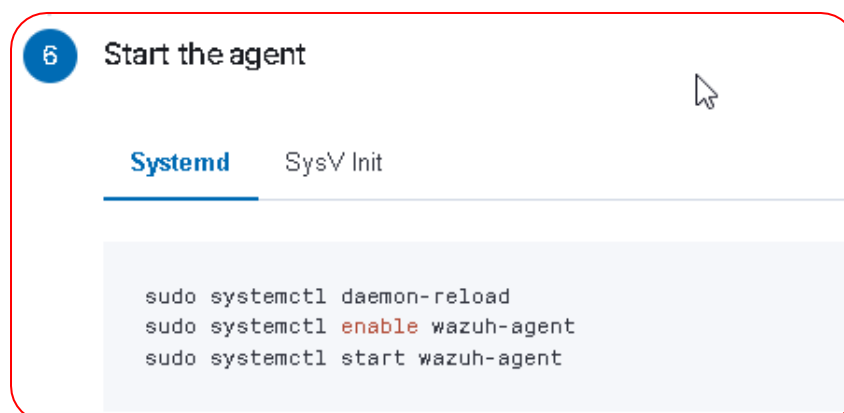 6
Start the agent
Systemd SysV Init
sudo systemctl daemon-reload
sudo systemctl enable wazuh-agent
sudo systemctl start wazuh-agent